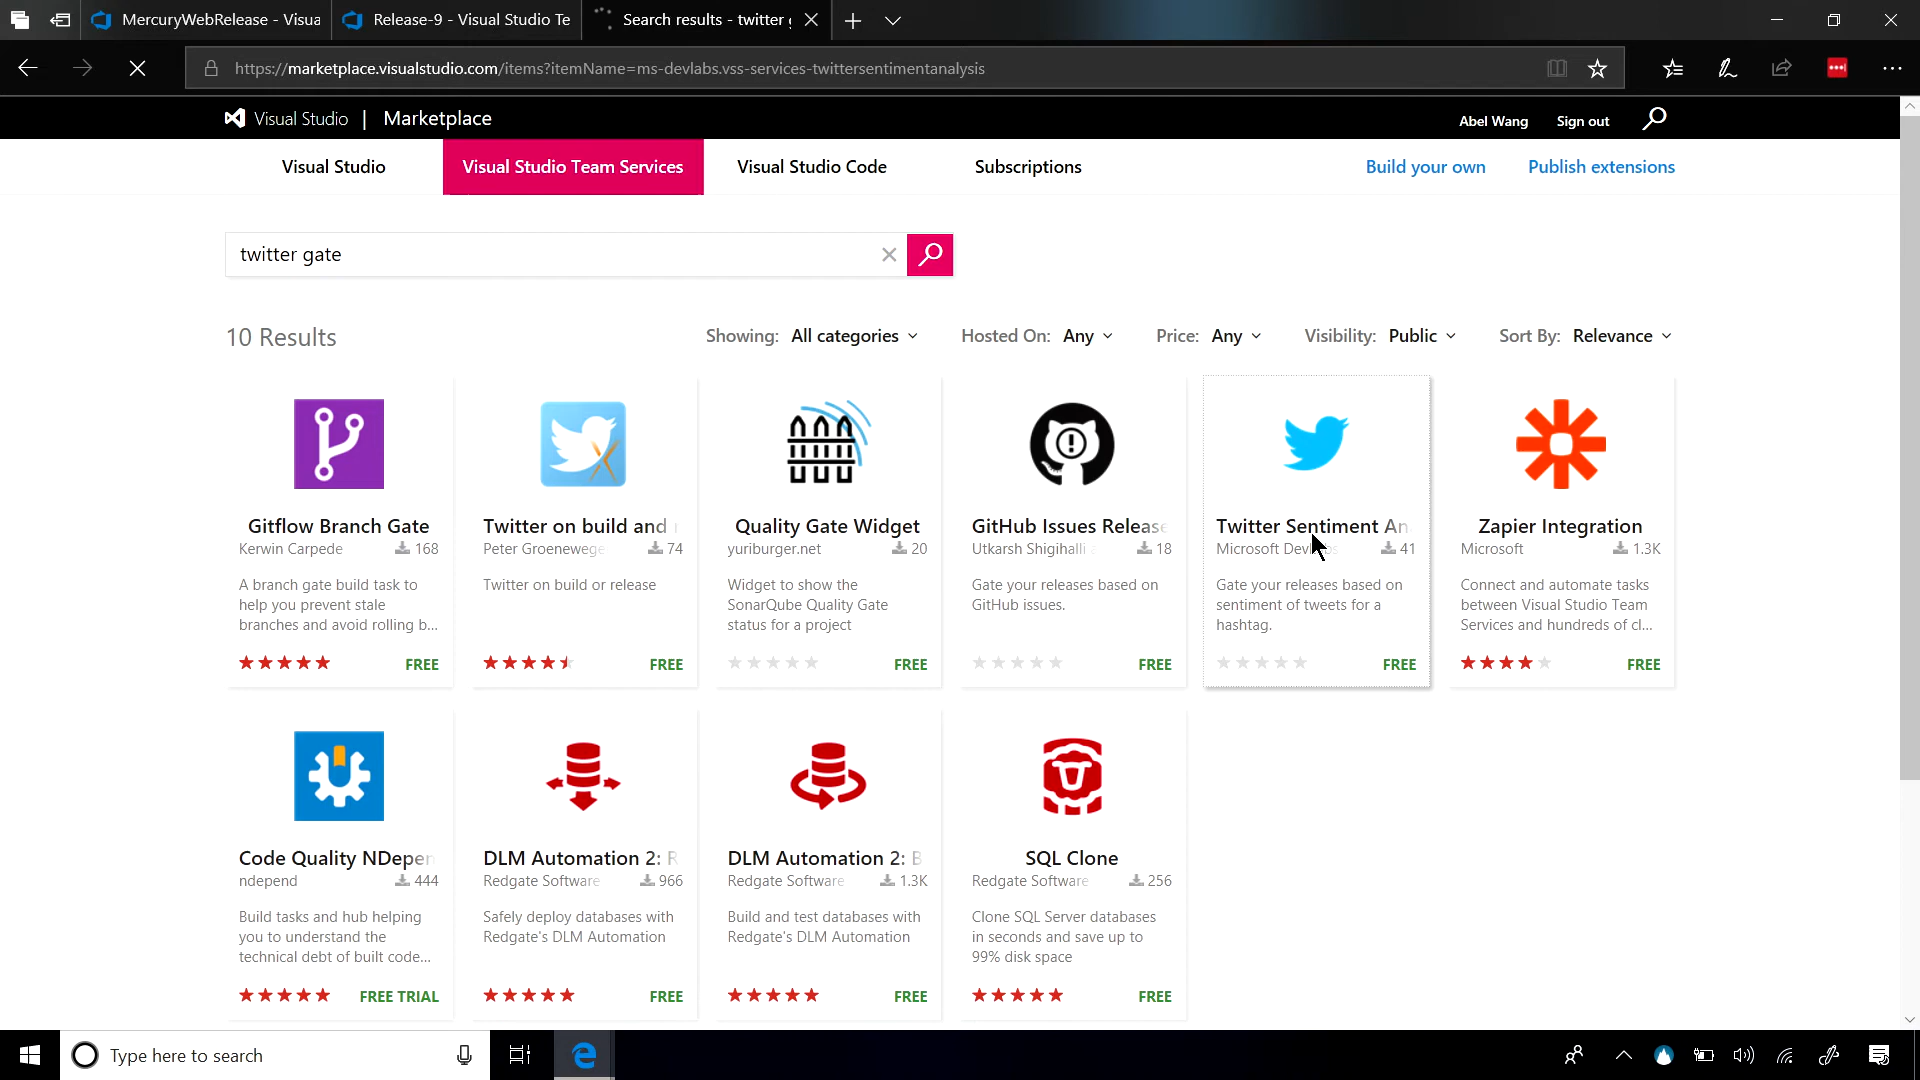 MercuryWebRelease - Visua
Release-9 - Visual Studio Te
Search results - twitter
https://marketplace.visualstudio.com/items?itemName=ms-devlabs.vss-services-twittersentimentanalysis
Visual Studio | Marketplace
Abel Wang Sign out
Visual Studio Visual Studio Team Services Visual Studio Code Subscriptions Build your own Publish extensions
twitter gate
10 Results
Showing: All categories Hosted On: Any Price: Any Visibility: Public Sort By: Relevance
Gitflow Branch Gate
Kerwin Carpede 168
A branch gate build task to
help you prevent stale
branches and avoid rolling b...
FREE
Twitter on build and
Peter Groenewege 74
Twitter on build or release
FREE
Quality Gate Widget
yuriburger.net 20
Widget to show the
SonarQube Quality Gate
status for a project
FREE
GitHub Issues Release
Utkarsh Shigihalli 18
Gate your releases based on
GitHub issues.
FREE
Twitter Sentiment An
Microsoft Dev 41
Gate your releases based on
sentiment of tweets for a
hashtag.
FREE
Zapier Integration
Microsoft 1.3K
Connect and automate tasks
between Visual Studio Team
Services and hundreds of cl...
FREE
Code Quality NDepen
ndepend 444
Build tasks and hub helping
you to understand the
technical debt of built code...
FREE TRIAL
DLM Automation 2: R
Redgate Software 966
Safely deploy databases with
Redgate's DLM Automation
FREE
DLM Automation 2: B
Redgate Software 1.3K
Build and test databases with
Redgate's DLM Automation
FREE
SQL Clone
Redgate Software 256
Clone SQL Server databases
in seconds and save up to
99% disk space
FREE
Type here to search